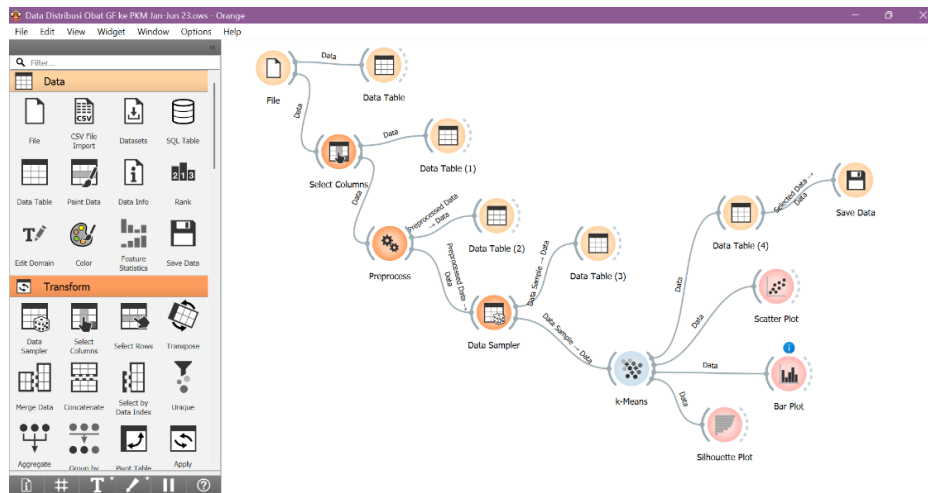 Data Distribusi Obat GF ke PKM Jan-Jun 23.ows - Orange
File Edit View Widget Window Options Help
Filter...
Data
File
CSV File
Import
Datasets
SQL Table
Data Table
Paint Data
Data Info
Rank
Edit Domain
Color
Feature
Statistics
Save Data
Transform
Data
Sampler
Select
Columns
Select Rows
Transpose
Merge Data
Concatenate
Select by
Data Index
Unique
Aggregate
Group by
Pivot Table
Apply
File
Data
Data Table
Data
Select Columns
Data
Data Table (1)
Data
Preprocess
Preprocessed Data
→ Data
Data Table (2)
Preprocessed Data →
Data
Data Sampler
Data Sample → Data
Data Table (3)
Data Sample → Data
k-Means
Data
Data Table (4)
Selected Data →
Data
Save Data
Data
Scatter Plot
Data
Bar Plot
Data
Silhouette Plot